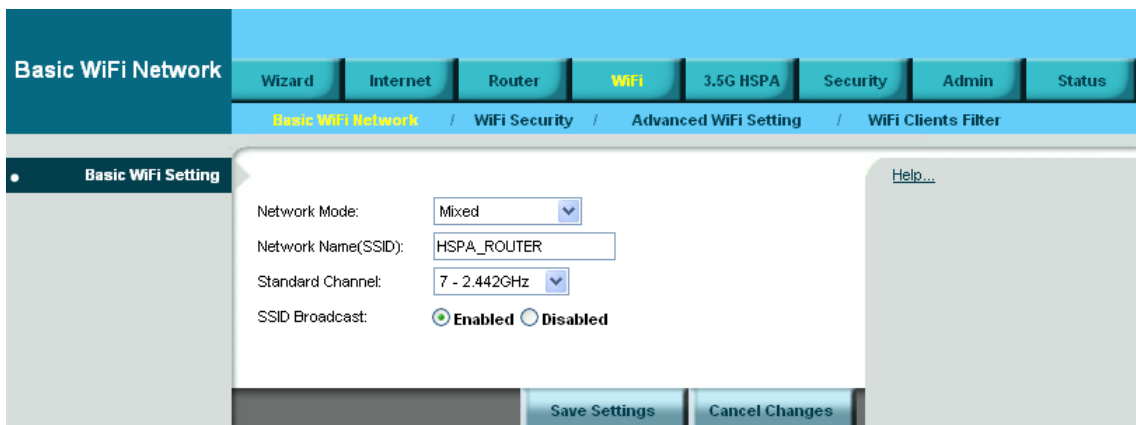 Basic WiFi Network
Wizard Internet Router WiFi 3.5G HSPA Security Admin Status
Basic WiFi Network / WiFi Security / Advanced WiFi Setting / WiFi Clients Filter
Basic WiFi Setting
Help...
Network Mode: Mixed
Network Name(SSID): HSPA_ROUTER
Standard Channel: 7 - 2.442GHz
SSID Broadcast: Enabled Disabled
Save Settings Cancel Changes